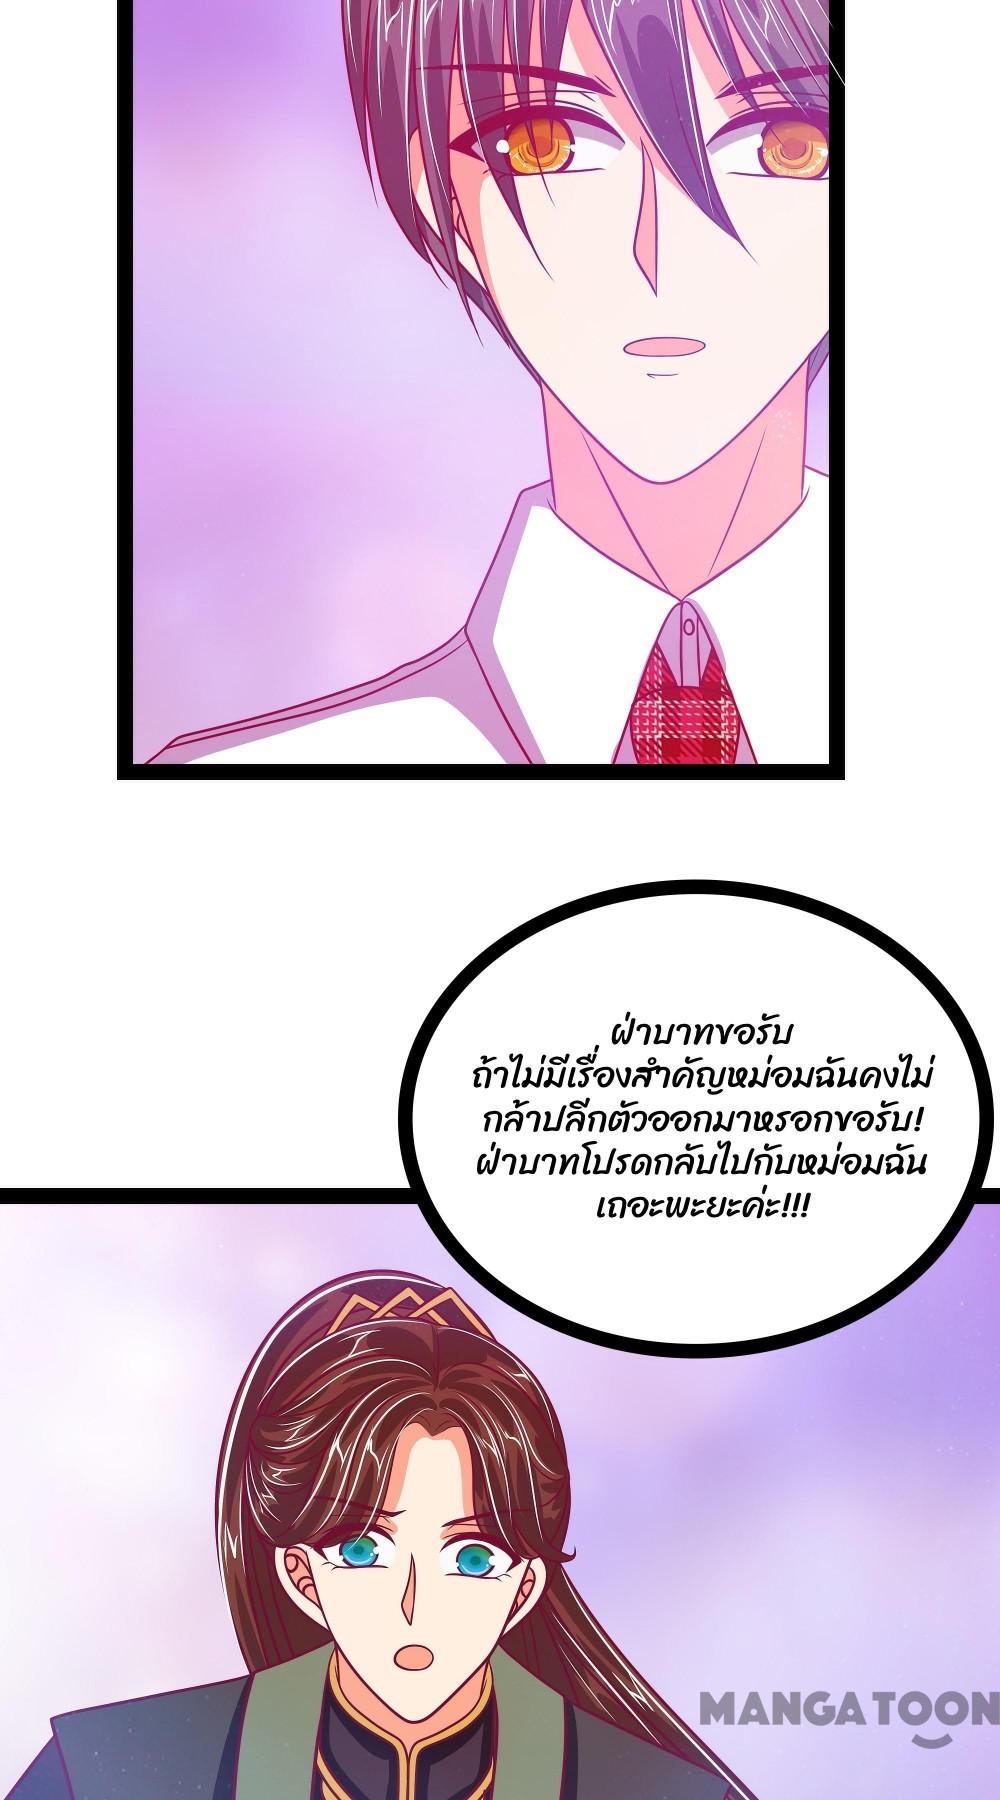 ฝ่าบาทขอรับ
ถ้าไม่มีเรื่องสำคัญหม่อมฉันคงไม่
กล้าปลีกตัวออกมาหรอกขอรับ!
ฝ่าบาทโปรดกลับไปกับหม่อมฉัน
เถอะพะยะค่ะ!!!
MANGATOON